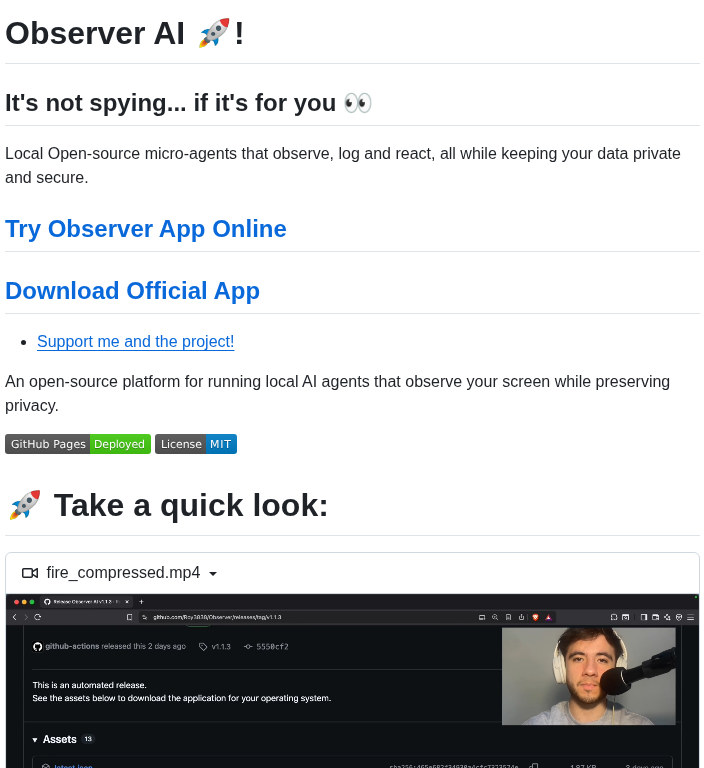 Observer AI 🚀!
It's not spying... if it's for you 👀
Local Open-source micro-agents that observe, log and react, all while keeping your data private
and secure.
Try Observer App Online
Download Official App
Support me and the project!
An open-source platform for running local AI agents that observe your screen while preserving
privacy.
GitHub Pages Deployed License MIT
🚀 Take a quick look:
fire_compressed.mp4
Release Observer AI v1.1.3
github.com/Roy3838/Observer/releases/tag/v1.1.3
github-actions released this 2 days ago v1.1.3 5550cf2
This is an automated release.
See the assets below to download the application for your operating system.
Assets 13
latest.json 1.87 KB